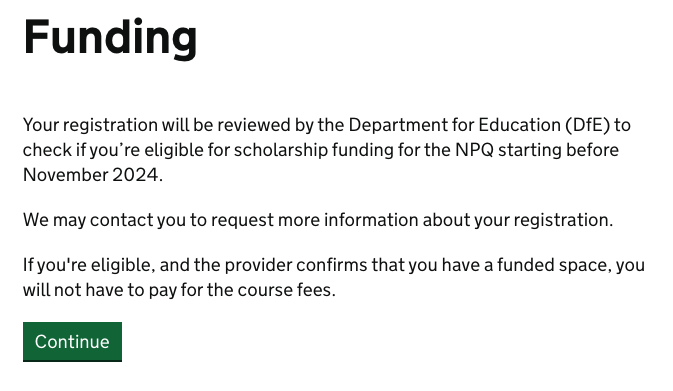 Funding
Your registration will be reviewed by the Department for Education (DfE) to
check if you’re eligible for scholarship funding for the NPQ starting before
November 2024.
We may contact you to request more information about your registration.
If you're eligible, and the provider confirms that you have a funded space, you
will not have to pay for the course fees.
Continue